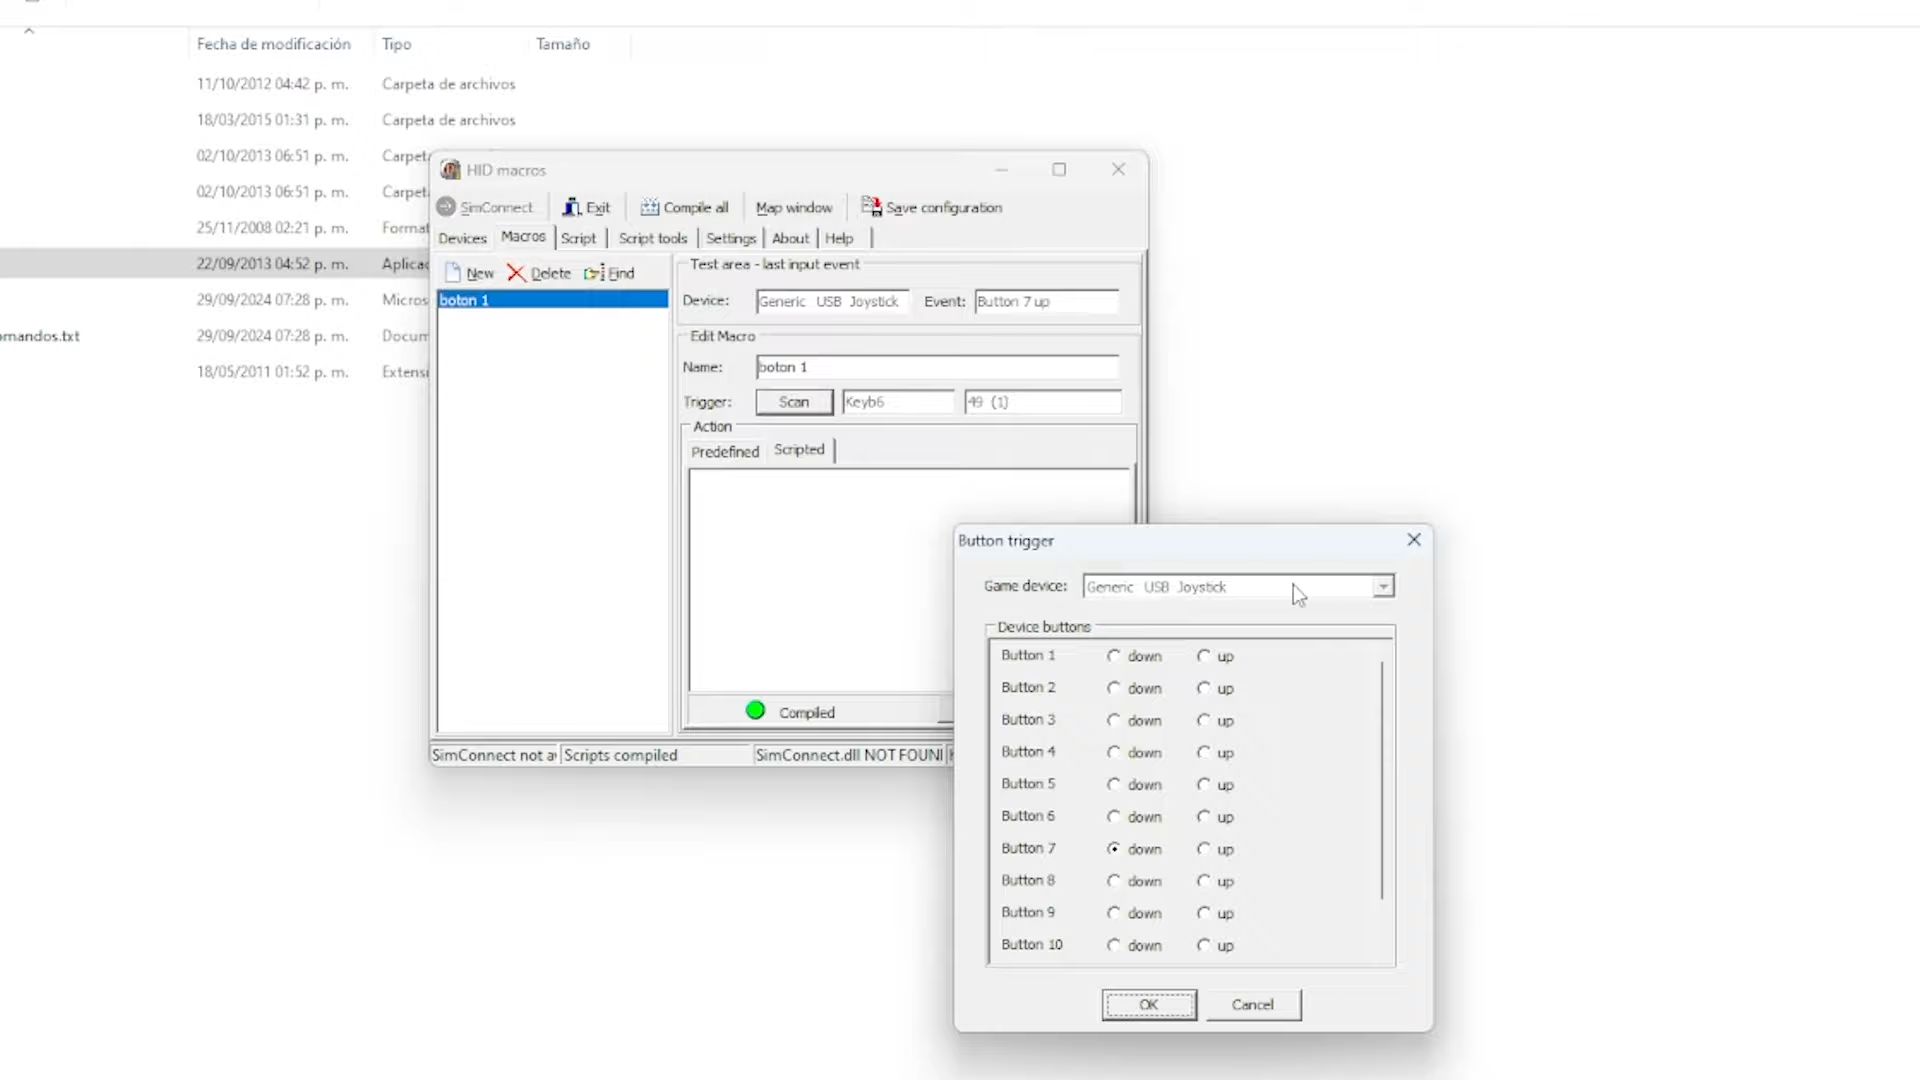 Fecha de modificación Tipo Tamaño
11/10/2012 04:42 p. m. Carpeta de archivos
18/03/2015 01:31 p. m. Carpeta de archivos
02/10/2013 06:51 p. m. Carpet
02/10/2013 06:51 p. m. Carpet
25/11/2008 02:21 p. m. Format
22/09/2013 04:52 p. m. Aplicac
29/09/2024 07:28 p. m. Micros
omandos.txt 29/09/2024 07:28 p. m. Docum
18/05/2011 01:52 p. m. Extens
HID macros
SimConnect Exit Compile all Map window Save configuration
Devices Macros Script Script tools Settings About Help
New Delete Find
boton 1
Test area - last input event
Device: Generic USB Joystick Event: Button 7 up
Edit Macro
Name: boton 1
Trigger: Scan Keyb6 49 (1)
Action
Predefined Scripted
Compiled
SimConnect not a Scripts compiled SimConnect.dll NOT FOUN
Button trigger
Game device: Generic USB Joystick
Device buttons
Button 1 down up
Button 2 down up
Button 3 down up
Button 4 down up
Button 5 down up
Button 6 down up
Button 7 down up
Button 8 down up
Button 9 down up
Button 10 down up
OK Cancel